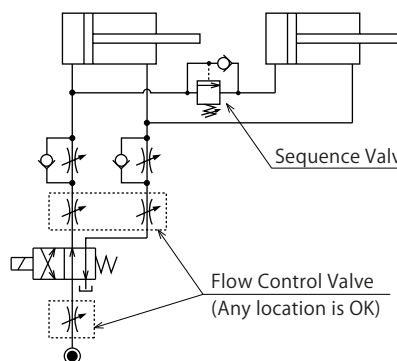 Sequence Valv
Flow Control Valve
(Any location is OK)